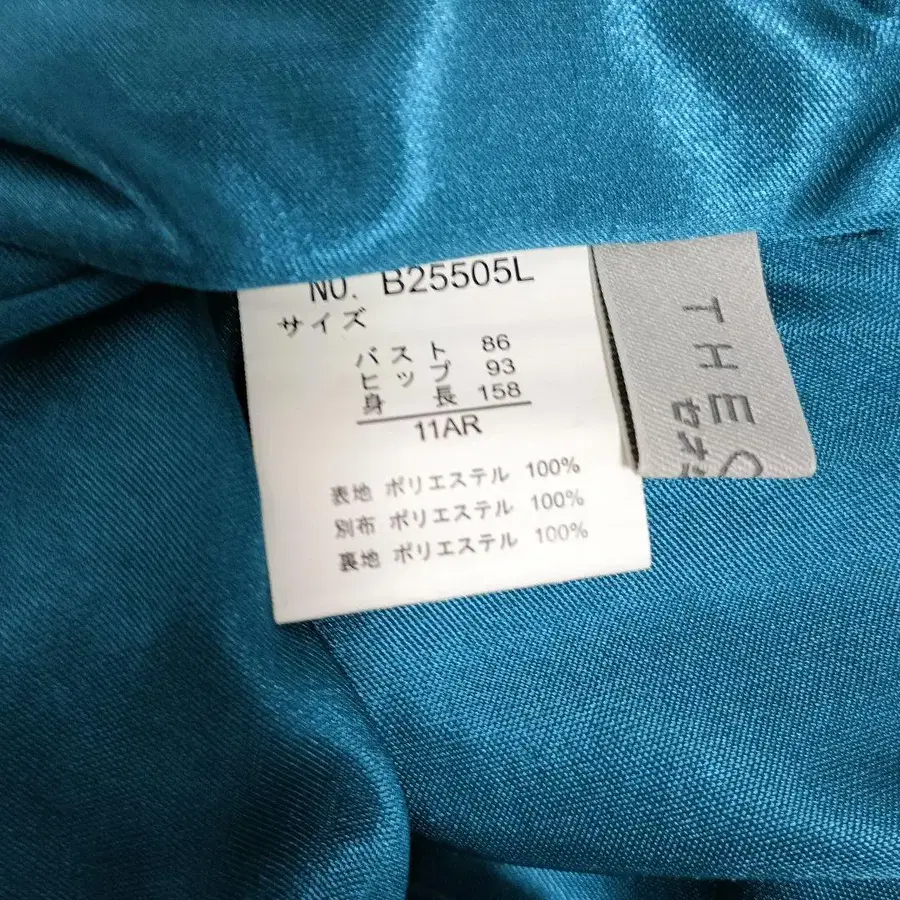 NO. B25505L
サイズ
バスト 86
ヒップ 93
身長 158
11AR
表地 ポリエステル 100%
別布 ポリエステル 100%
裏地 ポリエステル 100%
THE
セオ